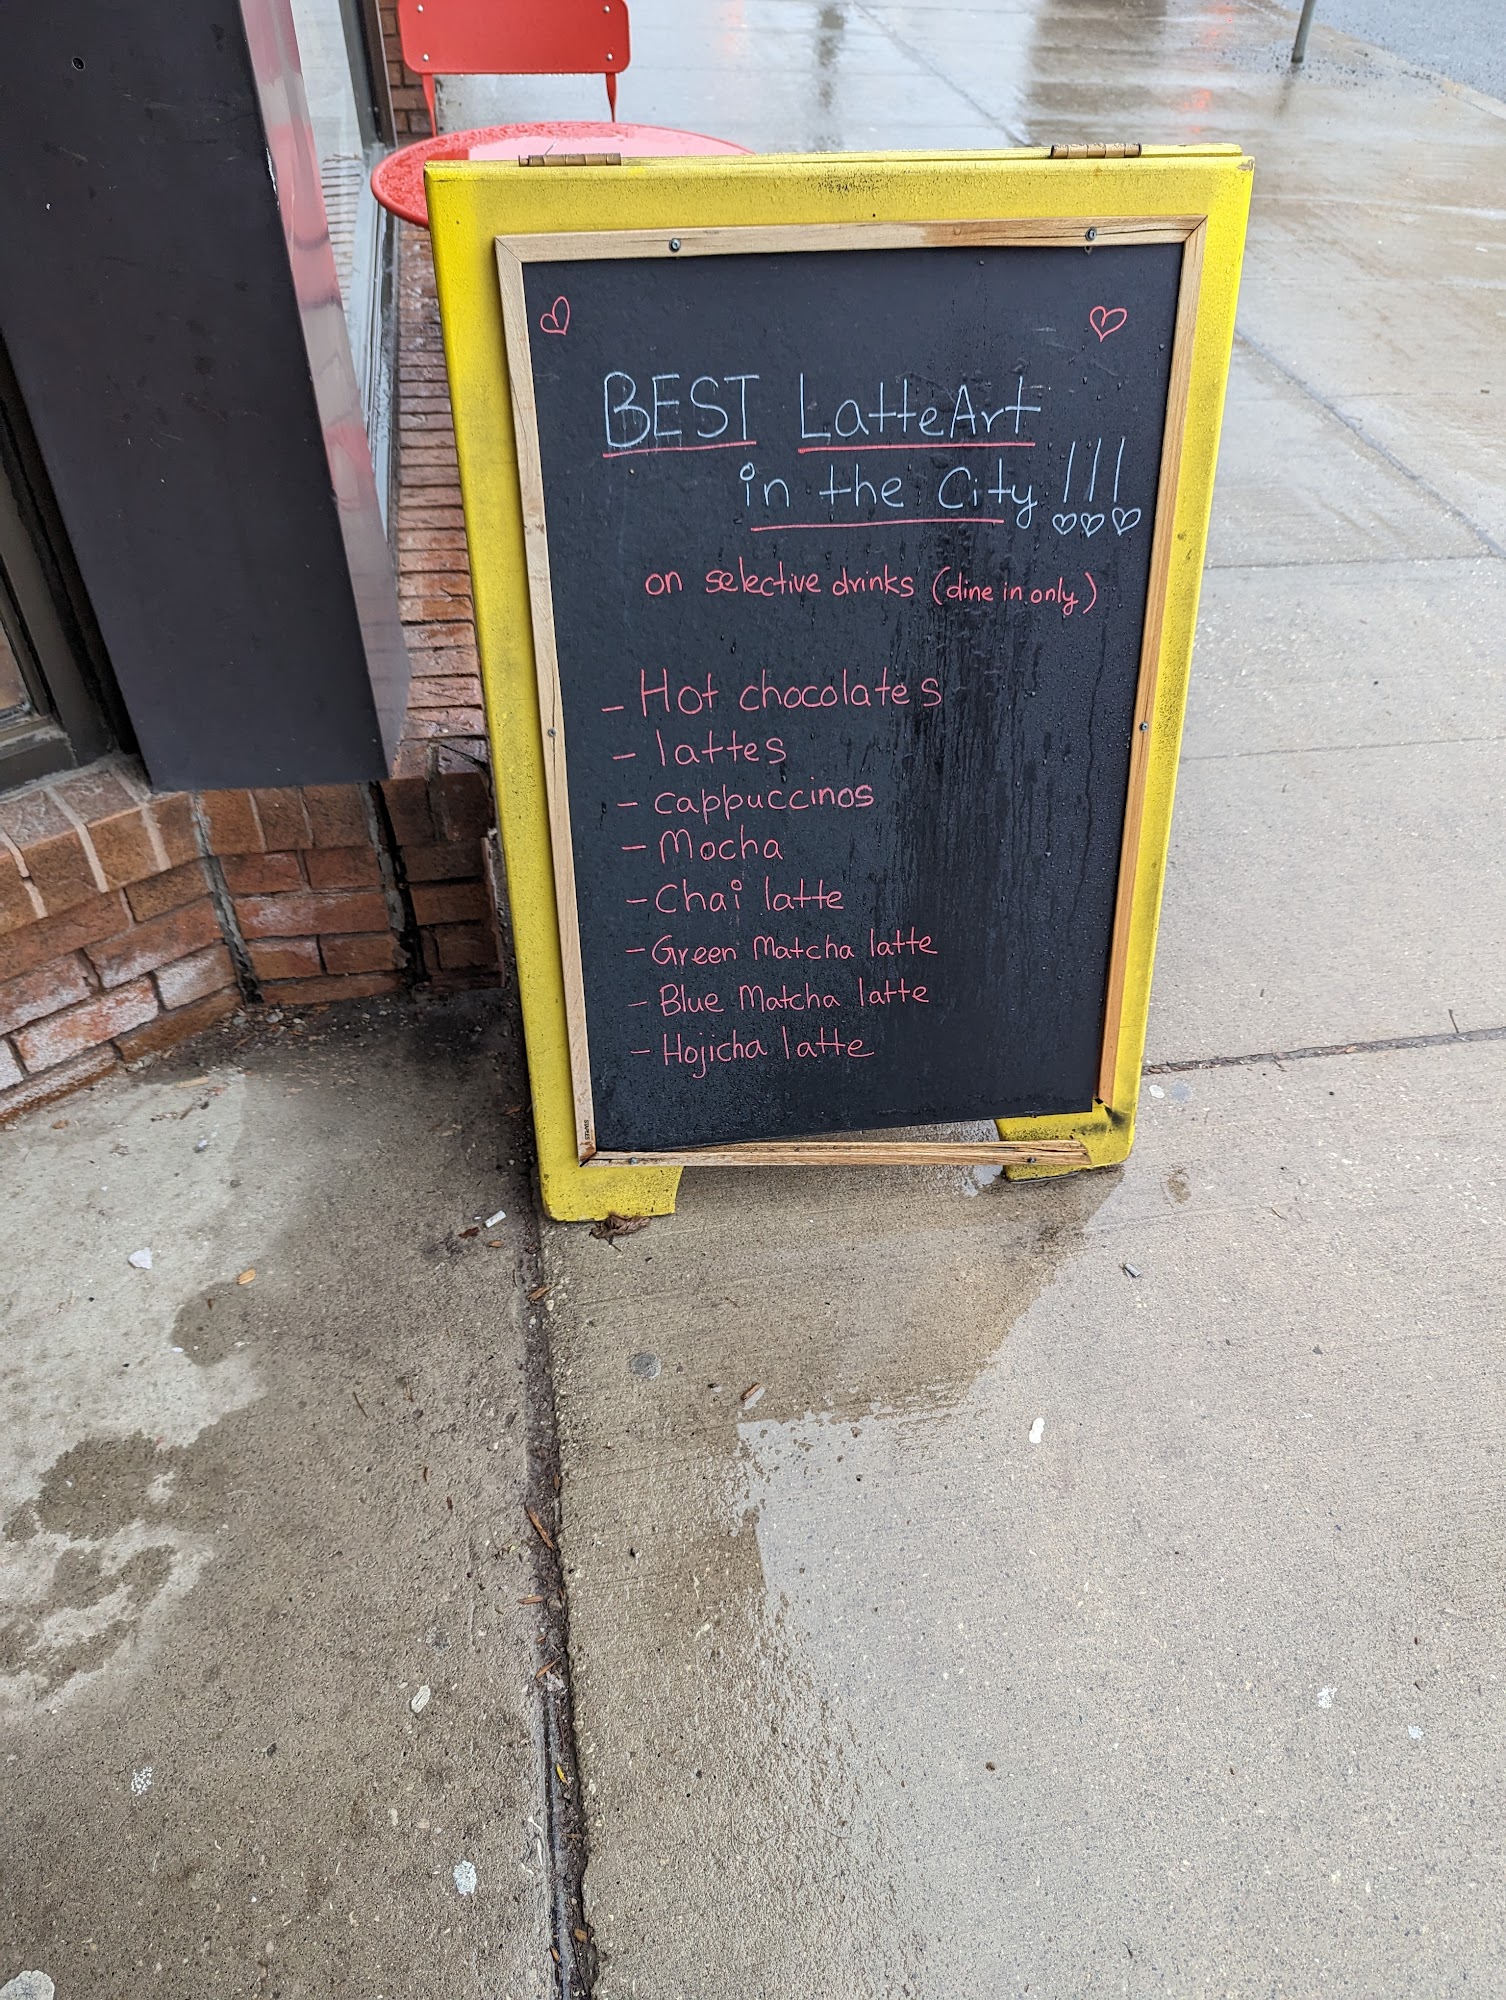 BEST LatteArt
in the City !!!
on selective drinks (dine in only)
- Hot chocolates
- lattes
- cappuccinos
- Mocha
- Chai latte
- Green Matcha latte
- Blue Matcha latte
- Hojicha latte